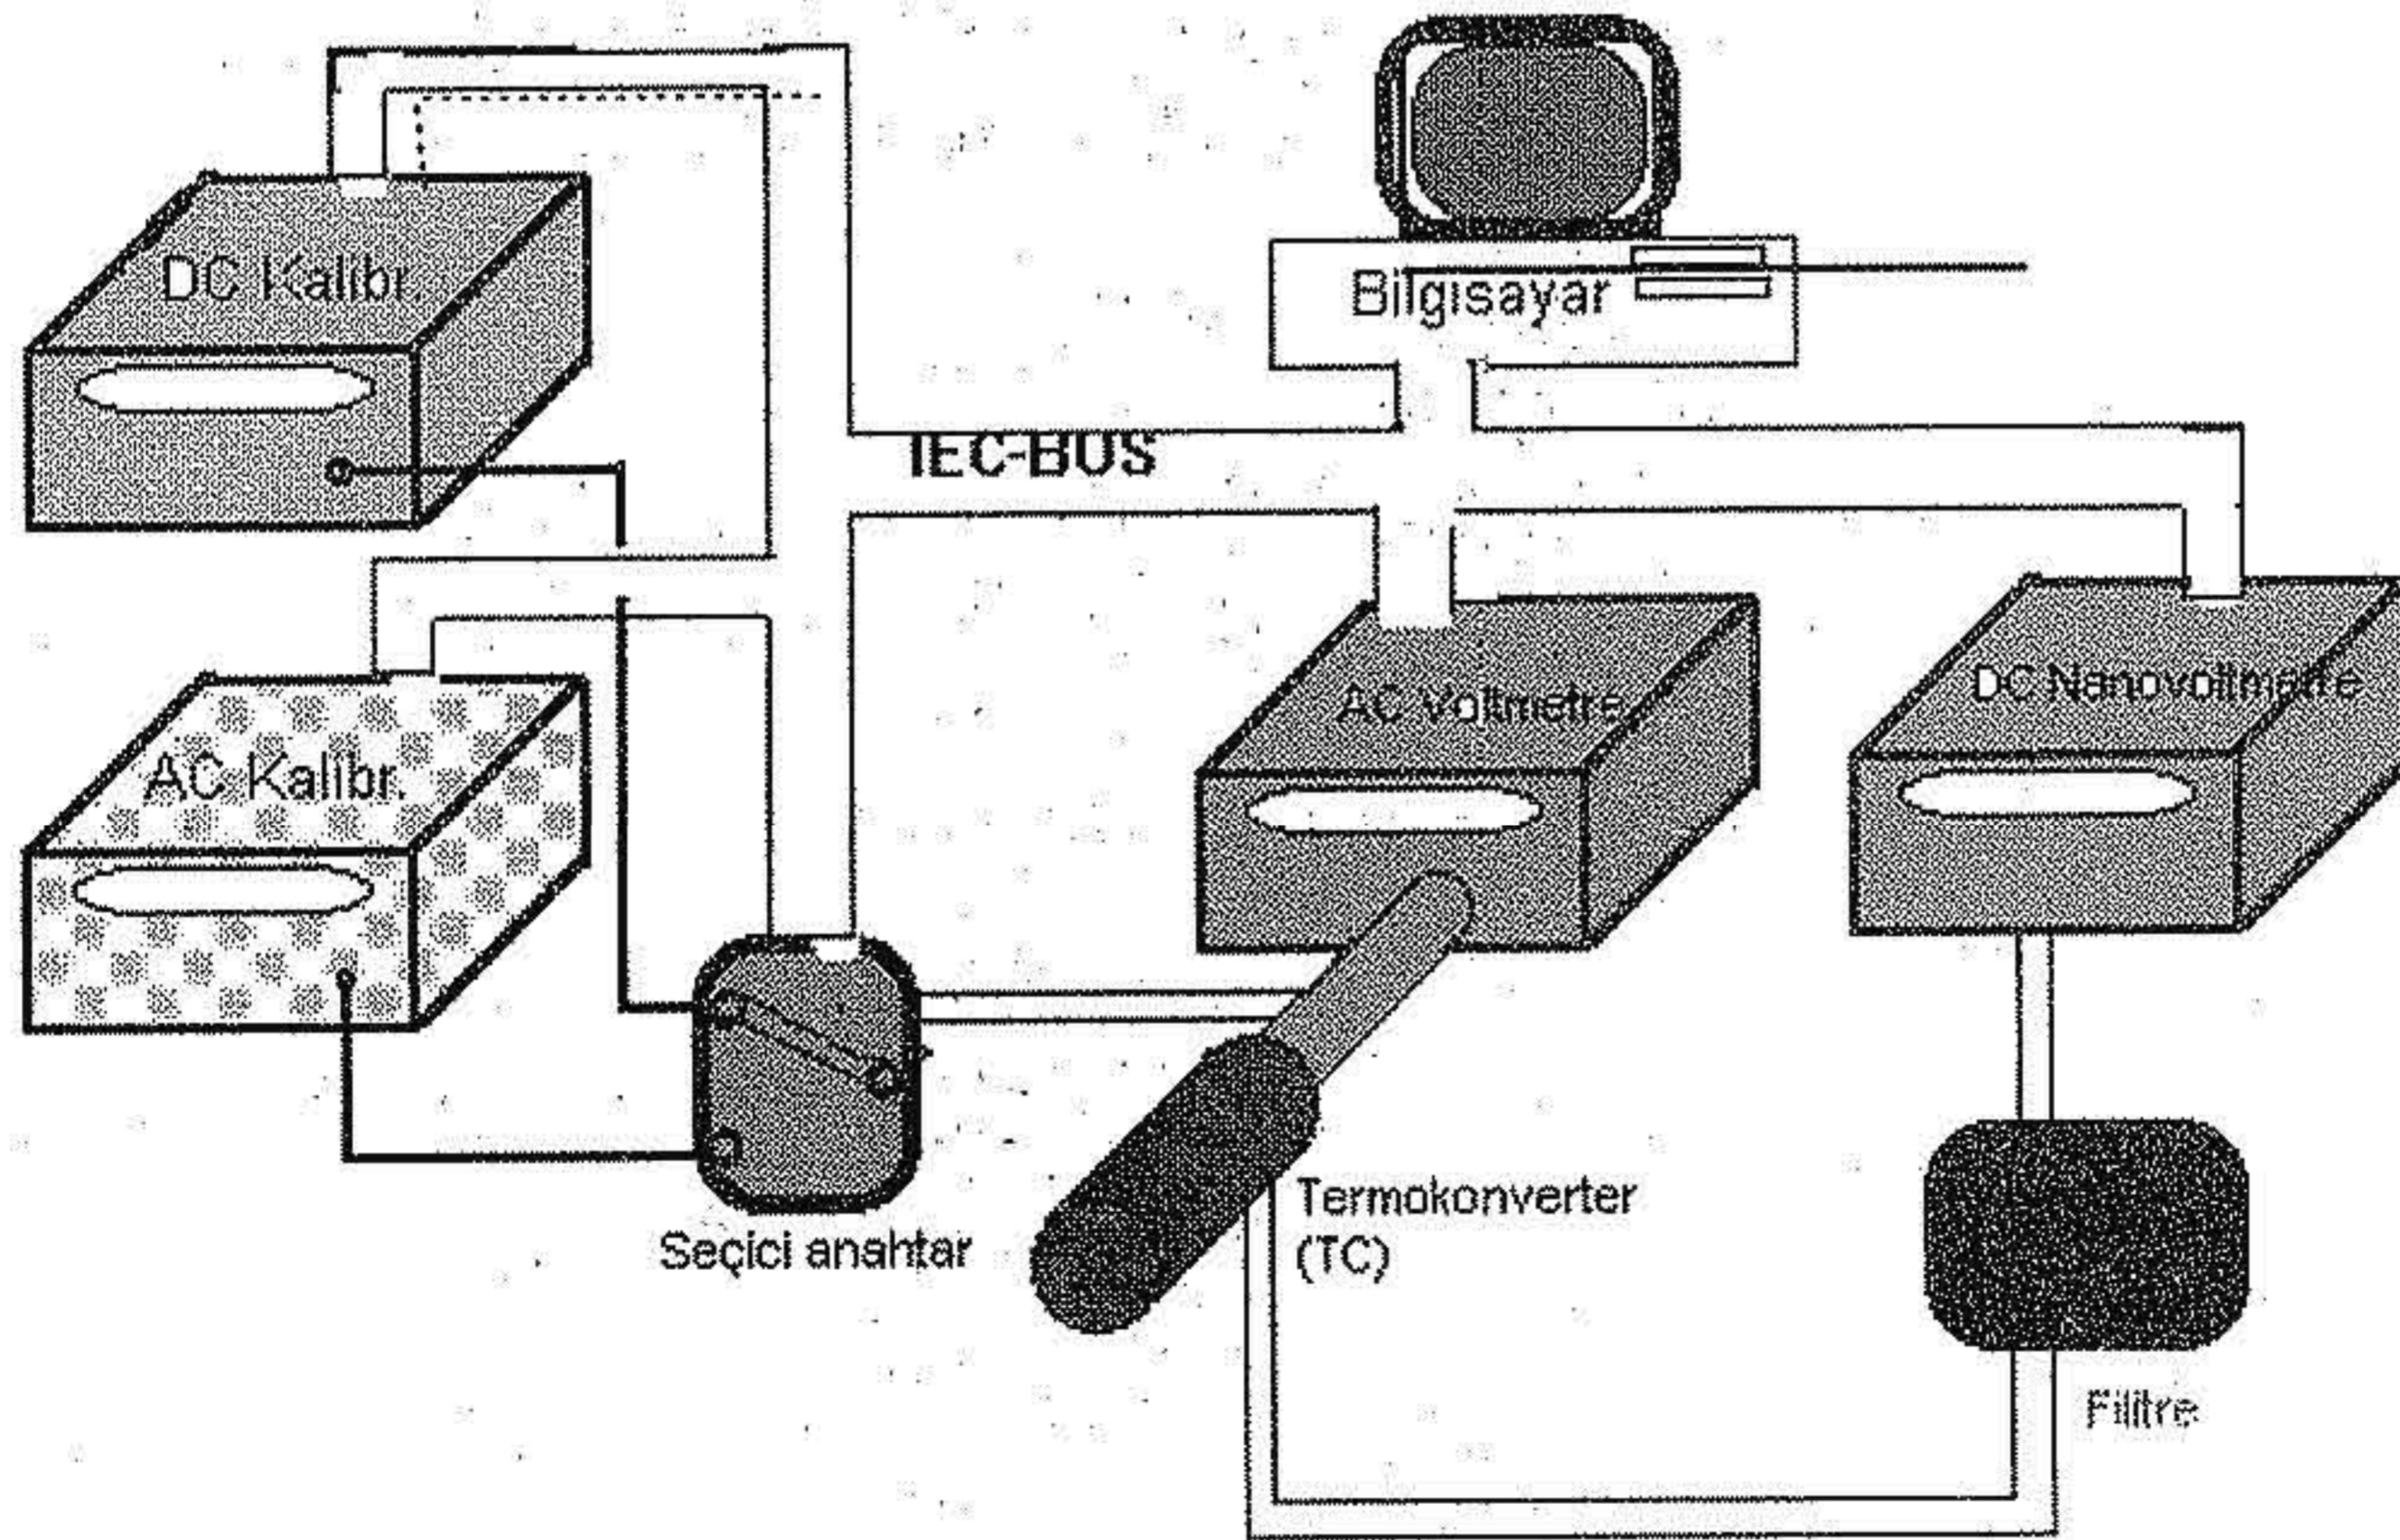 DC Kalibr.
Bilgisayar
IEC-BUS
AC Kalibr.
AC Voltmetre
DC Nanovoltmetre
Seçici anahtar
Termokonverter
(TC)
Filitre